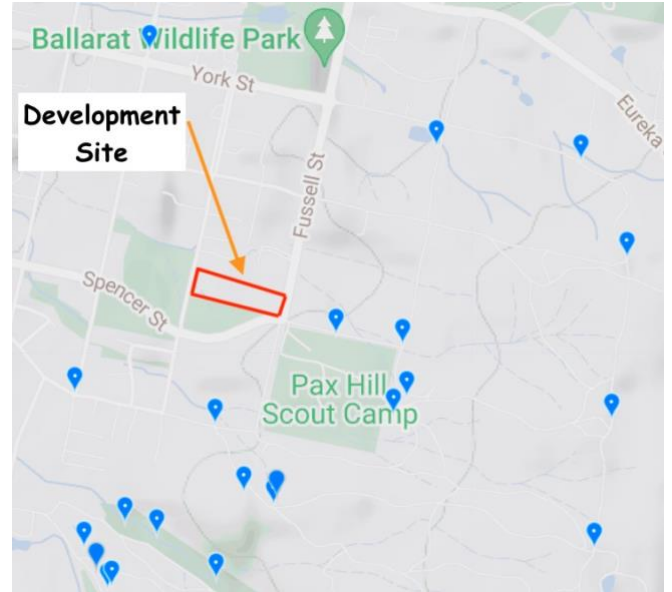 Ballarat Wildlife Park
York St
Eureka
Development
Site
Fussell St
Spencer St
Pax Hill
Scout Camp